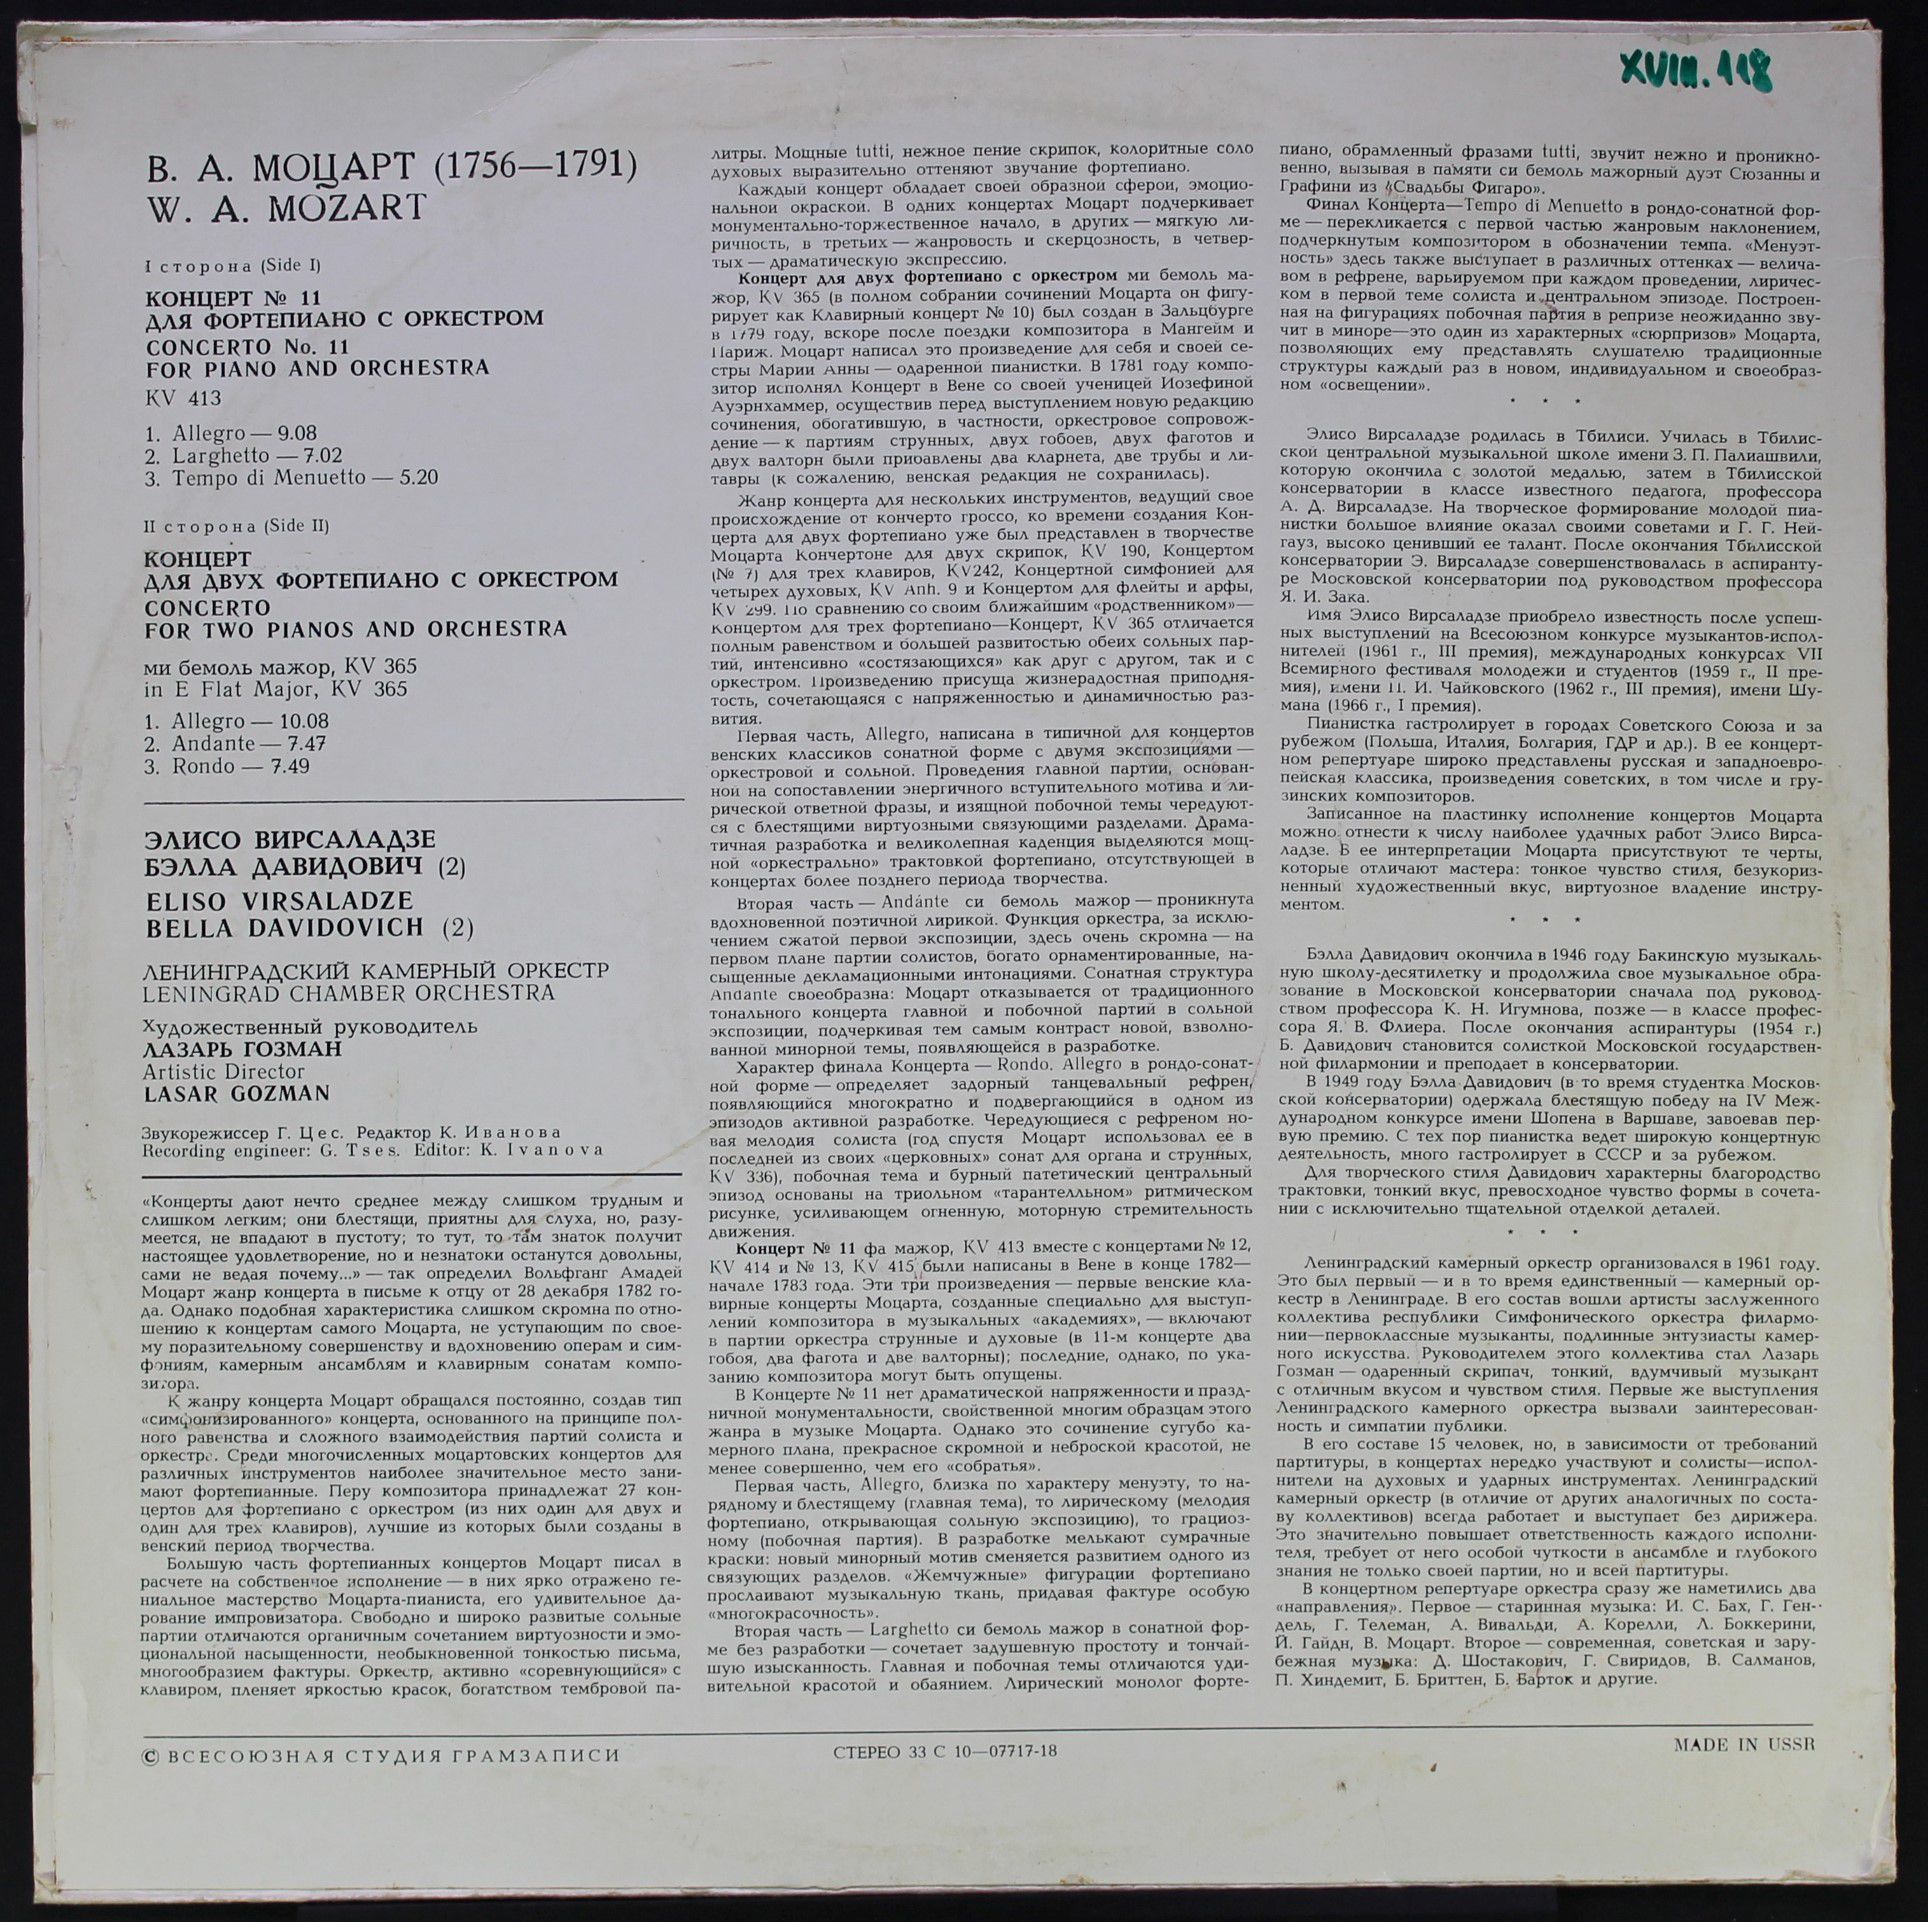 XVIII.118
В. А. МОЦАРТ (1756—1791)
W. A. MOZART
I сторона (Side I)
КОНЦЕРТ № 11
ДЛЯ ФОРТЕПИАНО С ОРКЕСТРОМ
CONCERTO No. 11
FOR PIANO AND ORCHESTRA
KV 413
1. Allegro — 9.08
2. Larghetto — 7.02
3. Tempo di Menuetto — 5.20
II сторона (Side II)
КОНЦЕРТ
ДЛЯ ДВУХ ФОРТЕПИАНО С ОРКЕСТРОМ
CONCERTO
FOR TWO PIANOS AND ORCHESTRA
ми бемоль мажор, KV 365
in E Flat Major, KV 365
1. Allegro — 10.08
2. Andante — 7.47
3. Rondo — 7.49
ЭЛИСО ВИРСАЛАДЗЕ
БЭЛЛА ДАВИДОВИЧ (2)
ELISO VIRSALADZE
BELLA DAVIDOVICH (2)
ЛЕНИНГРАДСКИЙ КАМЕРНЫЙ ОРКЕСТР
LENINGRAD CHAMBER ORCHESTRA
Художественный руководитель
ЛАЗАРЬ ГОЗМАН
Artistic Director
LASAR GOZMAN
Звукорежиссер Г. Цес. Редактор К. Иванова
Recording engineer: G. Tses. Editor: K. Ivanova
«Концерты дают нечто среднее между слишком трудным и
слишком легким; они блестящи, приятны для слуха, но, разу-
меется, не впадают в пустоту; то тут, то там знаток получит
настоящее удовлетворение, но и незнатоки останутся довольны,
сами не ведая почему...» — так определил Вольфганг Амадей
Моцарт жанр концерта в письме к отцу от 28 декабря 1782 го-
да. Однако подобная характеристика слишком скромна по отно-
шению к концертам самого Моцарта, не уступающим по свое-
му поразительному совершенству и вдохновению операм и сим-
фониям, камерным ансамблям и клавирным сонатам компо-
зитора.
К жанру концерта Моцарт обращался постоянно, создав тип
«симфонизированного» концерта, основанного на принципе пол-
ного равенства и сложного взаимодействия партий солиста и
оркестра. Среди многочисленных моцартовских концертов для
различных инструментов наиболее значительное место зани-
мают фортепианные. Перу композитора принадлежат 27 кон-
цертов для фортепиано с оркестром (из них один для двух и
один для трех клавиров), лучшие из которых были созданы в
венский период творчества.
Большую часть фортепианных концертов Моцарт писал в
расчете на собственное исполнение — в них ярко отражено ге-
ниальное мастерство Моцарта-пианиста, его удивительное да-
рование импровизатора. Свободно и широко развитые сольные
партии отличаются органичным сочетанием виртуозности и эмо-
циональной насыщенности, необыкновенной тонкостью письма,
многообразием фактуры. Оркестр, активно «соревнующийся» с
клавиром, пленяет яркостью красок, богатством тембровой па-
литры. Мощные tutti, нежное пение скрипок, колоритные соло
духовых выразительно оттеняют звучание фортепиано.
Каждый концерт обладает своей образной сферой, эмоцио-
нальной окраской. В одних концертах Моцарт подчеркивает
монументально-торжественное начало, в других — мягкую ли-
ричность, в третьих — жанровость и скерцозность, в четвер-
тых — драматическую экспрессию.
Концерт для двух фортепиано с оркестром ми бемоль ма-
жор, KV 365 (в полном собрании сочинений Моцарта он фигу-
рирует как Клавирный концерт № 10) был создан в Зальцбурге
в 1779 году, вскоре после поездки композитора в Мангейм и
Париж. Моцарт написал это произведение для себя и своей се-
стры Марии Анны — одаренной пианистки. В 1781 году компо-
зитор исполнял Концерт в Вене со своей ученицей Иозефиной
Ауэрнхаммер, осуществив перед выступлением новую редакцию
сочинения, обогатившую, в частности, оркестровое сопровож-
дение — к партиям струнных, двух гобоев, двух фаготов и
двух валторн были прибавлены два кларнета, две трубы и ли-
тавры (к сожалению, венская редакция не сохранилась).
Жанр концерта для нескольких инструментов, ведущий свое
происхождение от кончерто гроссо, ко времени создания Кон-
церта для двух фортепиано уже был представлен в творчестве
Моцарта Кончертоне для двух скрипок, KV 190, Концертом
(№ 7) для трех клавиров, KV242, Концертной симфонией для
четырех духовых, KV Anh. 9 и Концертом для флейты и арфы,
KV 299. По сравнению со своим ближайшим «родственником»—
Концертом для трех фортепиано—Концерт, KV 365 отличается
полным равенством и большей развитостью обеих сольных пар-
тий, интенсивно «состязающихся» как друг с другом, так и с
оркестром. Произведению присуща жизнерадостная приподня-
тость, сочетающаяся с напряженностью и динамичностью раз-
вития.
Первая часть, Allegro, написана в типичной для концертов
венских классиков сонатной форме с двумя экспозициями —
оркестровой и сольной. Проведения главной партии, основан-
ной на сопоставлении энергичного вступительного мотива и ли-
рической ответной фразы, и изящной побочной темы чередуют-
ся с блестящими виртуозными связующими разделами. Драма-
тичная разработка и великолепная каденция выделяются мощ-
ной «оркестрально» трактовкой фортепиано, отсутствующей в
концертах более позднего периода творчества.
Вторая часть — Andante си бемоль мажор — проникнута
вдохновенной поэтичной лирикой. Функция оркестра, за исклю-
чением сжатой первой экспозиции, здесь очень скромна — на
первом плане партии солистов, богато орнаментированные, на-
сыщенные декламационными интонациями. Сонатная структура
Andante своеобразна: Моцарт отказывается от традиционного
тонального концерта главной и побочной партий в сольной
экспозиции, подчеркивая тем самым контраст новой, взволно-
ванной минорной темы, появляющейся в разработке.
Характер финала Концерта — Rondo. Allegro в рондо-сонат-
ной форме — определяет задорный танцевальный рефрен,
появляющийся многократно и подвергающийся в одном из
эпизодов активной разработке. Чередующиеся с рефреном но-
вая мелодия солиста (год спустя Моцарт использовал ее в
последней из своих «церковных» сонат для органа и струнных,
KV 336), побочная тема и бурный патетический центральный
эпизод основаны на триольном «тарантелльном» ритмическом
рисунке, усиливающем огненную, моторную стремительность
движения.
Концерт № 11 фа мажор, KV 413 вместе с концертами № 12,
KV 414 и № 13, KV 415 были написаны в Вене в конце 1782—
начале 1783 года. Эти три произведения — первые венские кла-
вирные концерты Моцарта, созданные специально для выступ-
лений композитора в музыкальных «академиях», — включают
в партии оркестра струнные и духовые (в 11-м концерте два
гобоя, два фагота и две валторны); последние, однако, по ука-
занию композитора могут быть опущены.
В Концерте № 11 нет драматической напряженности и празд-
ничной монументальности, свойственной многим образцам этого
жанра в музыке Моцарта. Однако это сочинение сугубо ка-
мерного плана, прекрасное скромной и неброской красотой, не
менее совершенно, чем его «собратья».
Первая часть, Allegro, близка по характеру менуэту, то на-
рядному и блестящему (главная тема), то лирическому (мелодия
фортепиано, открывающая сольную экспозицию), то грациоз-
ному (побочная партия). В разработке мелькают сумрачные
краски: новый минорный мотив сменяется развитием одного из
связующих разделов. «Жемчужные» фигурации фортепиано
прослаивают музыкальную ткань, придавая фактуре особую
«многокрасочность».
Вторая часть — Larghetto си бемоль мажор в сонатной фор-
ме без разработки — сочетает задушевную простоту и тончай-
шую изысканность. Главная и побочная темы отличаются уди-
вительной красотой и обаянием. Лирический монолог форте-
пиано, обрамленный фразами tutti, звучит нежно и проникно-
венно, вызывая в памяти си бемоль мажорный дуэт Сюзанны и
Графини из «Свадьбы Фигаро».
Финал Концерта—Tempo di Menuetto в рондо-сонатной фор-
ме — перекликается с первой частью жанровым наклонением,
подчеркнутым композитором в обозначении темпа. «Менуэт-
ность» здесь также выступает в различных оттенках — велича-
вом в рефрене, варьируемом при каждом проведении, лиричес-
ком в первой теме солиста и центральном эпизоде. Построен-
ная на фигурациях побочная партия в репризе неожиданно зву-
чит в миноре—это один из характерных «сюрпризов» Моцарта,
позволяющих ему представлять слушателю традиционные
структуры каждый раз в новом, индивидуальном и своеобраз-
ном «освещении».
* * *
Элисо Вирсаладзе родилась в Тбилиси. Училась в Тбилис-
ской центральной музыкальной школе имени З. П. Палиашвили,
которую окончила с золотой медалью, затем в Тбилисской
консерватории в классе известного педагога, профессора
А. Д. Вирсаладзе. На творческое формирование молодой пиа-
нистки большое влияние оказал своими советами и Г. Г. Ней-
гауз, высоко ценивший ее талант. После окончания Тбилисской
консерватории Э. Вирсаладзе совершенствовалась в аспиранту-
ре Московской консерватории под руководством профессора
Я. И. Зака.
Имя Элисо Вирсаладзе приобрело известность после успеш-
ных выступлений на Всесоюзном конкурсе музыкантов-испол-
нителей (1961 г., III премия), международных конкурсах VII
Всемирного фестиваля молодежи и студентов (1959 г., II пре-
мия), имени П. И. Чайковского (1962 г., III премия), имени Шу-
мана (1966 г., I премия).
Пианистка гастролирует в городах Советского Союза и за
рубежом (Польша, Италия, Болгария, ГДР и др.). В ее концерт-
ном репертуаре широко представлены русская и западноевро-
пейская классика, произведения советских, в том числе и гру-
зинских композиторов.
Записанное на пластинку исполнение концертов Моцарта
можно отнести к числу наиболее удачных работ Элисо Вирса-
ладзе. В ее интерпретации Моцарта присутствуют те черты,
которые отличают мастера: тонкое чувство стиля, безукориз-
ненный художественный вкус, виртуозное владение инстру-
ментом.
* * *
Бэлла Давидович окончила в 1946 году Бакинскую музыкаль-
ную школу-десятилетку и продолжила свое музыкальное обра-
зование в Московской консерватории сначала под руковод-
ством профессора К. Н. Игумнова, позже — в классе профес-
сора Я. В. Флиера. После окончания аспирантуры (1954 г.)
Б. Давидович становится солисткой Московской государствен-
ной филармонии и преподает в консерватории.
В 1949 году Бэлла Давидович (в то время студентка Москов-
ской консерватории) одержала блестящую победу на IV Меж-
дународном конкурсе имени Шопена в Варшаве, завоевав пер-
вую премию. С тех пор пианистка ведет широкую концертную
деятельность, много гастролирует в СССР и за рубежом.
Для творческого стиля Давидович характерны благородство
трактовки, тонкий вкус, превосходное чувство формы в сочета-
нии с исключительно тщательной отделкой деталей.
* * *
Ленинградский камерный оркестр организовался в 1961 году.
Это был первый — и в то время единственный — камерный ор-
кестр в Ленинграде. В его состав вошли артисты заслуженного
коллектива республики Симфонического оркестра филармо-
нии—первоклассные музыканты, подлинные энтузиасты камер-
ного искусства. Руководителем этого коллектива стал Лазарь
Гозман — одаренный скрипач, тонкий, вдумчивый музыкант
с отличным вкусом и чувством стиля. Первые же выступления
Ленинградского камерного оркестра вызвали заинтересован-
ность и симпатии публики.
В его составе 15 человек, но, в зависимости от требований
партитуры, в концертах нередко участвуют и солисты—испол-
нители на духовых и ударных инструментах. Ленинградский
камерный оркестр (в отличие от других аналогичных по соста-
ву коллективов) всегда работает и выступает без дирижера.
Это значительно повышает ответственность каждого исполни-
теля, требует от него особой чуткости в ансамбле и глубокого
знания не только своей партии, но и всей партитуры.
В концертном репертуаре оркестра сразу же наметились два
«направления». Первое — старинная музыка: И. С. Бах, Г. Ген-
дель, Г. Телеман, А. Вивальди, А. Корелли, Л. Боккерини,
Й. Гайдн, В. Моцарт. Второе — современная, советская и зару-
бежная музыка: Д. Шостакович, Г. Свиридов, В. Салманов,
П. Хиндемит, Б. Бриттен, Б. Барток и другие.
© ВСЕСОЮЗНАЯ СТУДИЯ ГРАМЗАПИСИ
СТЕРЕО 33 С 10—07717-18
MADE IN USSR